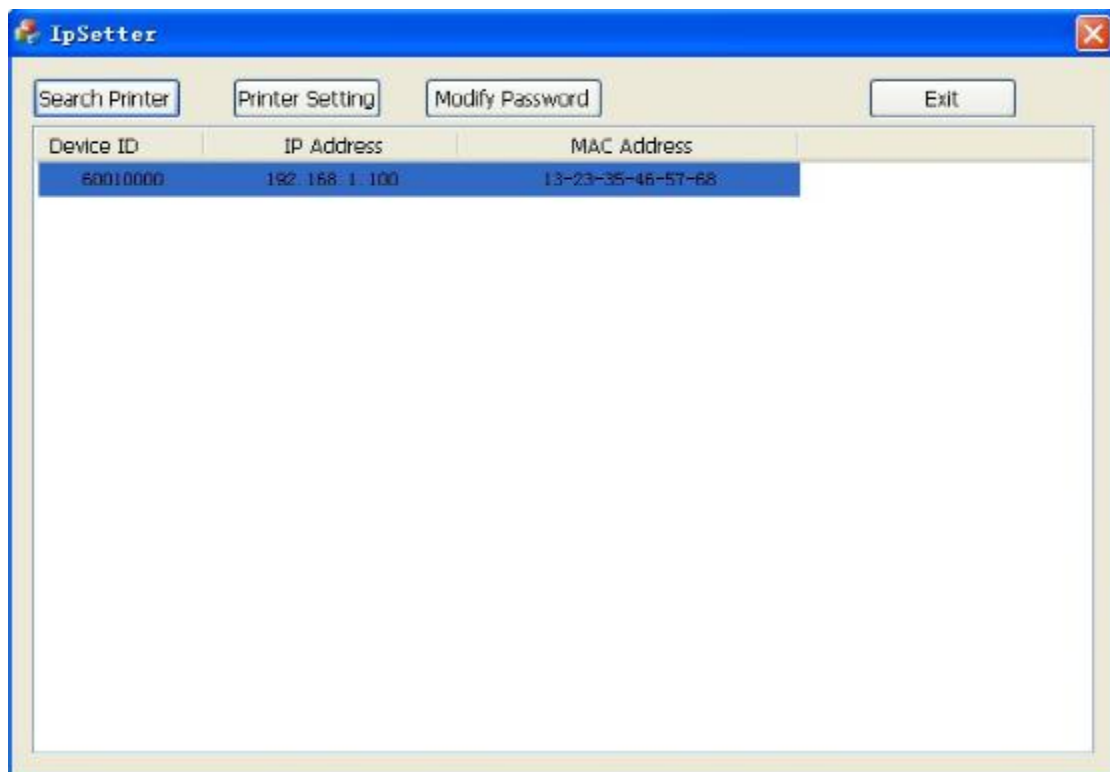 IpSetter
Search Printer Printer Setting Modify Password Exit
Device ID IP Address MAC Address
60010000 192.168.1.100 13-23-35-46-57-68